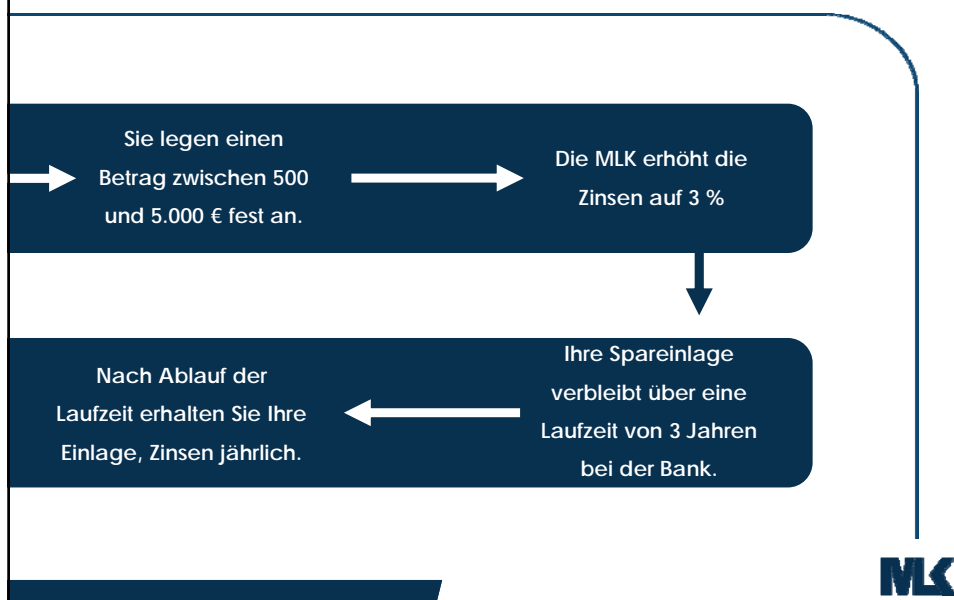 Sie legen einen
Betrag zwischen 500
und 5.000 € fest an.
Die MLK erhöht die
Zinsen auf 3 %
Ihre Spareinlage
verbleibt über eine
Laufzeit von 3 Jahren
bei der Bank.
Nach Ablauf der
Laufzeit erhalten Sie Ihre
Einlage, Zinsen jährlich.
MLK